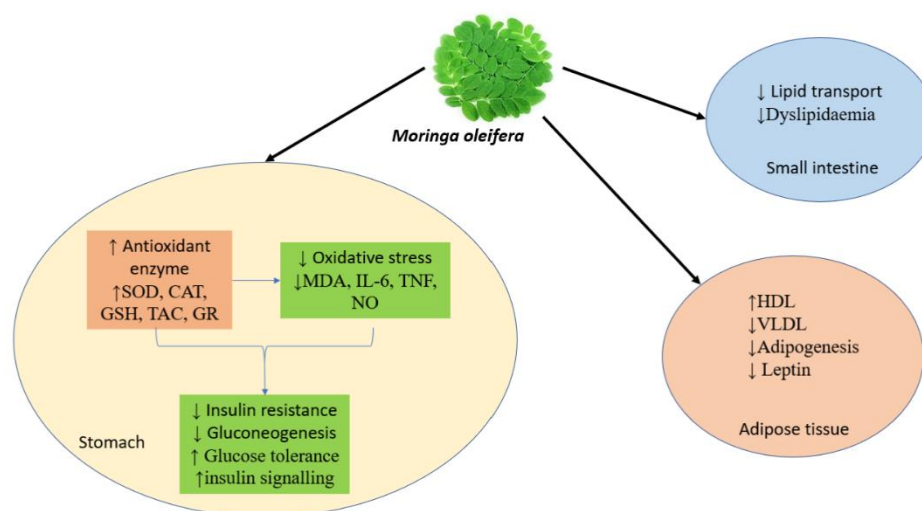 Moringa oleifera
↓ Lipid transport
↓Dyslipidaemia
Small intestine
↑ Antioxidant
enzyme
↑SOD, CAT,
GSH, TAC, GR
↓ Oxidative stress
↓MDA, IL-6, TNF,
NO
↓ Insulin resistance
↓ Gluconeogenesis
↑ Glucose tolerance
↑insulin signalling
Stomach
↑HDL
↓VLDL
↓Adipogenesis
↓ Leptin
Adipose tissue